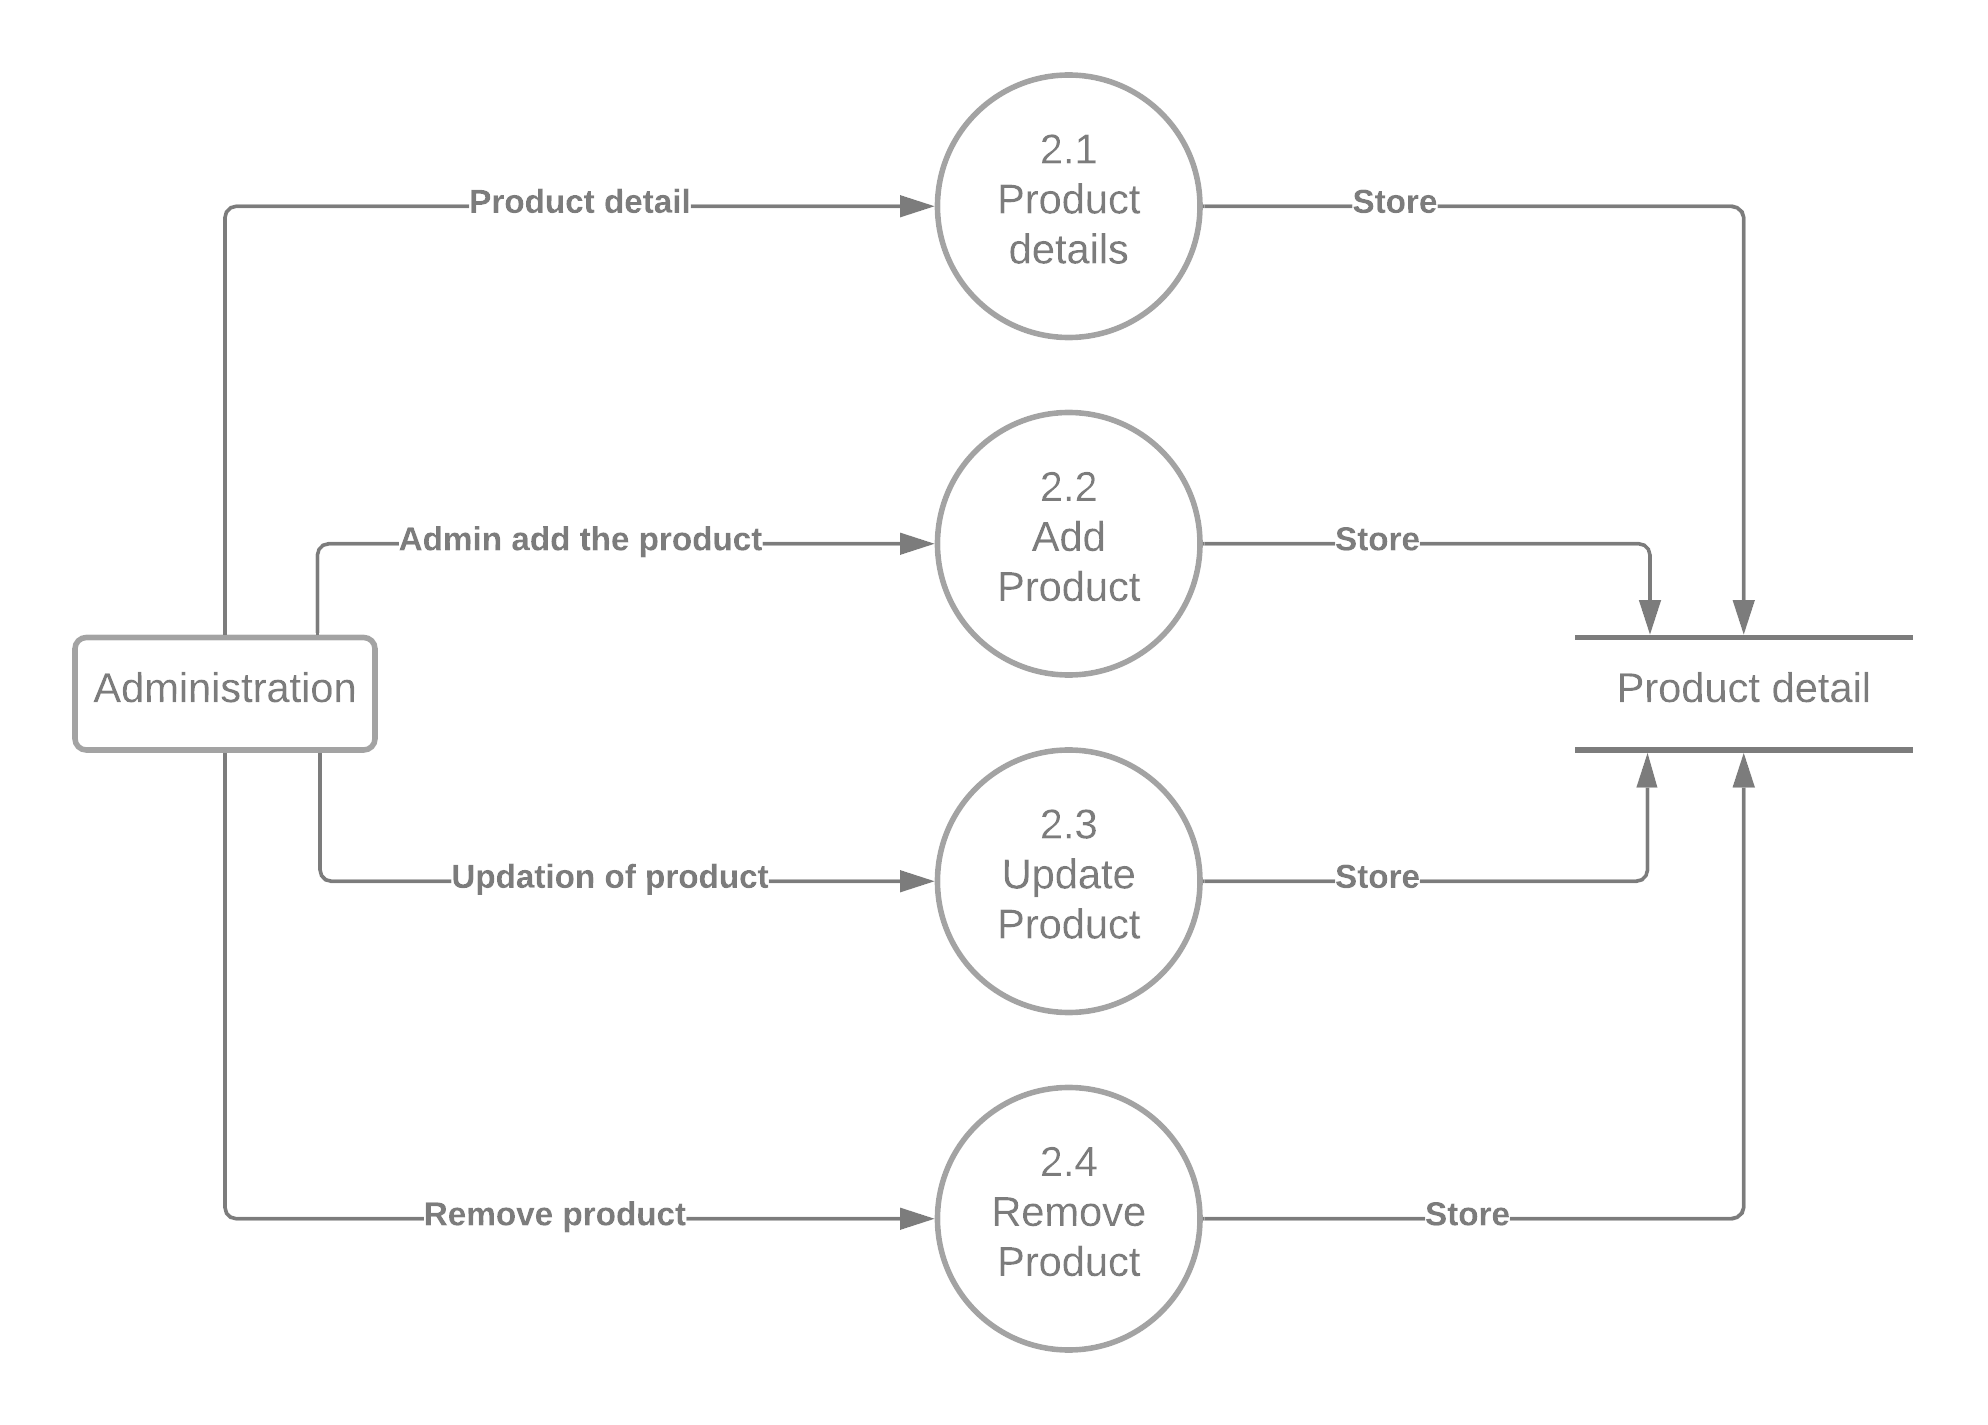 2.1
Product
details
Product detail
Store
2.2
Add
Product
Admin add the product
Store
Administration
Product detail
2.3
Update
Product
Updation of product
Store
2.4
Remove
Product
Remove product
Store